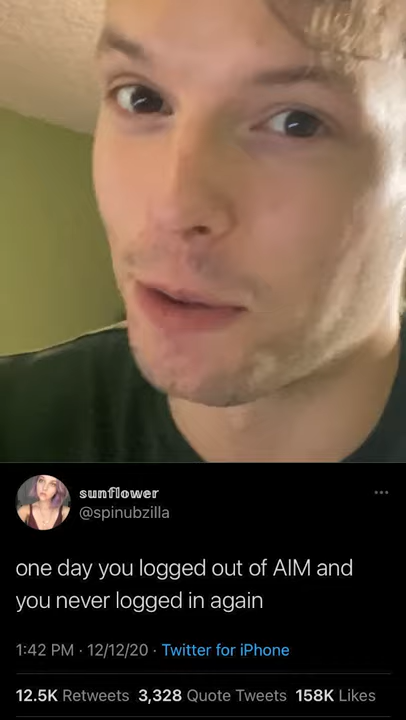 sunflower
@spinubzilla
one day you logged out of AIM and
you never logged in again
1:42 PM · 12/12/20 · Twitter for iPhone
12.5K Retweets 3,328 Quote Tweets 158K Likes